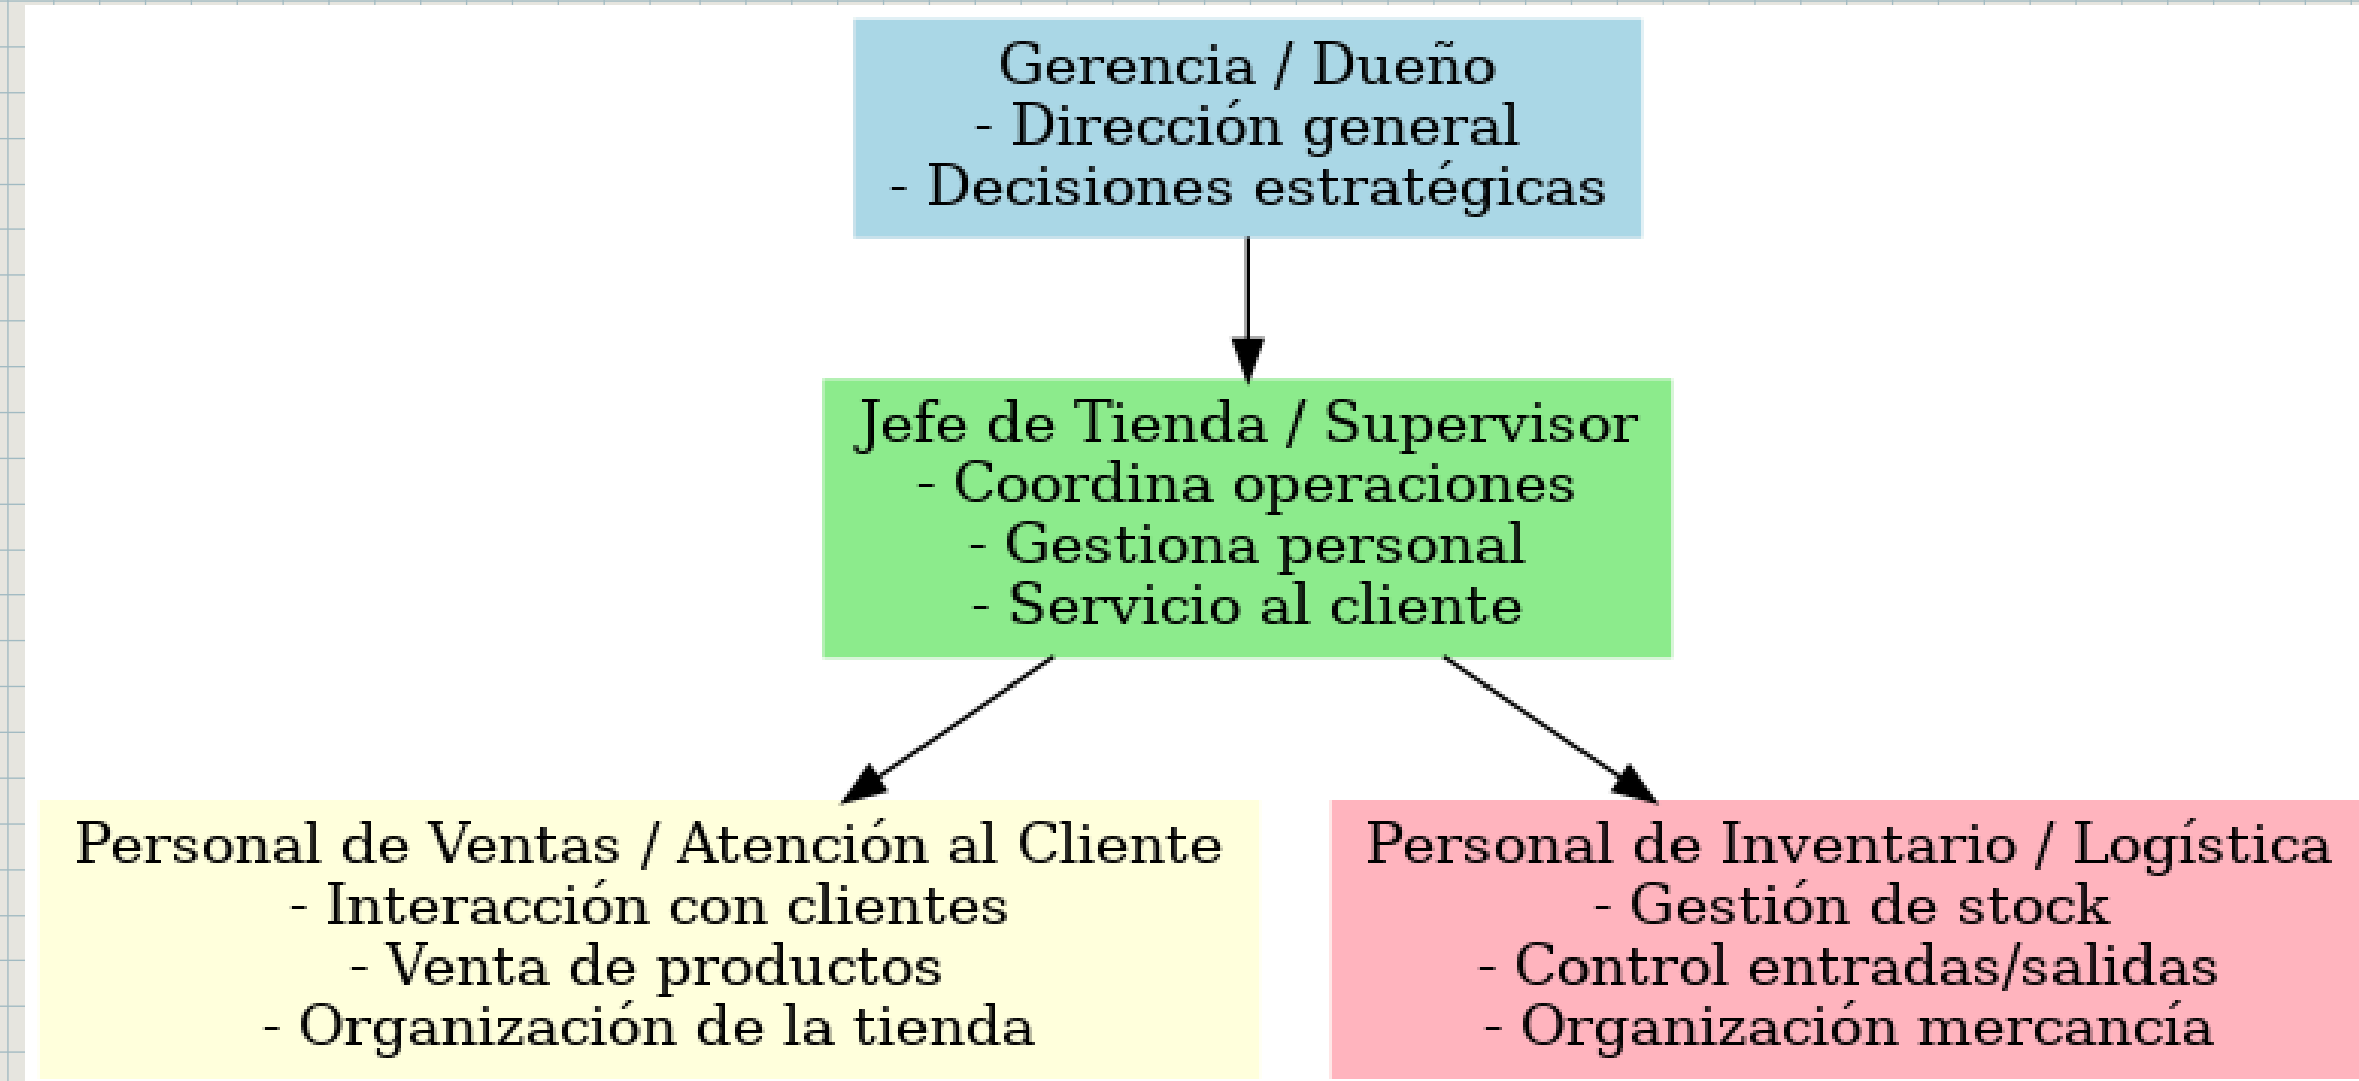 Gerencia / Dueño
- Dirección general
- Decisiones estratégicas
Jefe de Tienda / Supervisor
- Coordina operaciones
- Gestiona personal
- Servicio al cliente
Personal de Ventas / Atención al Cliente
- Interacción con clientes
- Venta de productos
- Organización de la tienda
Personal de Inventario / Logística
- Gestión de stock
- Control entradas/salidas
- Organización mercancía